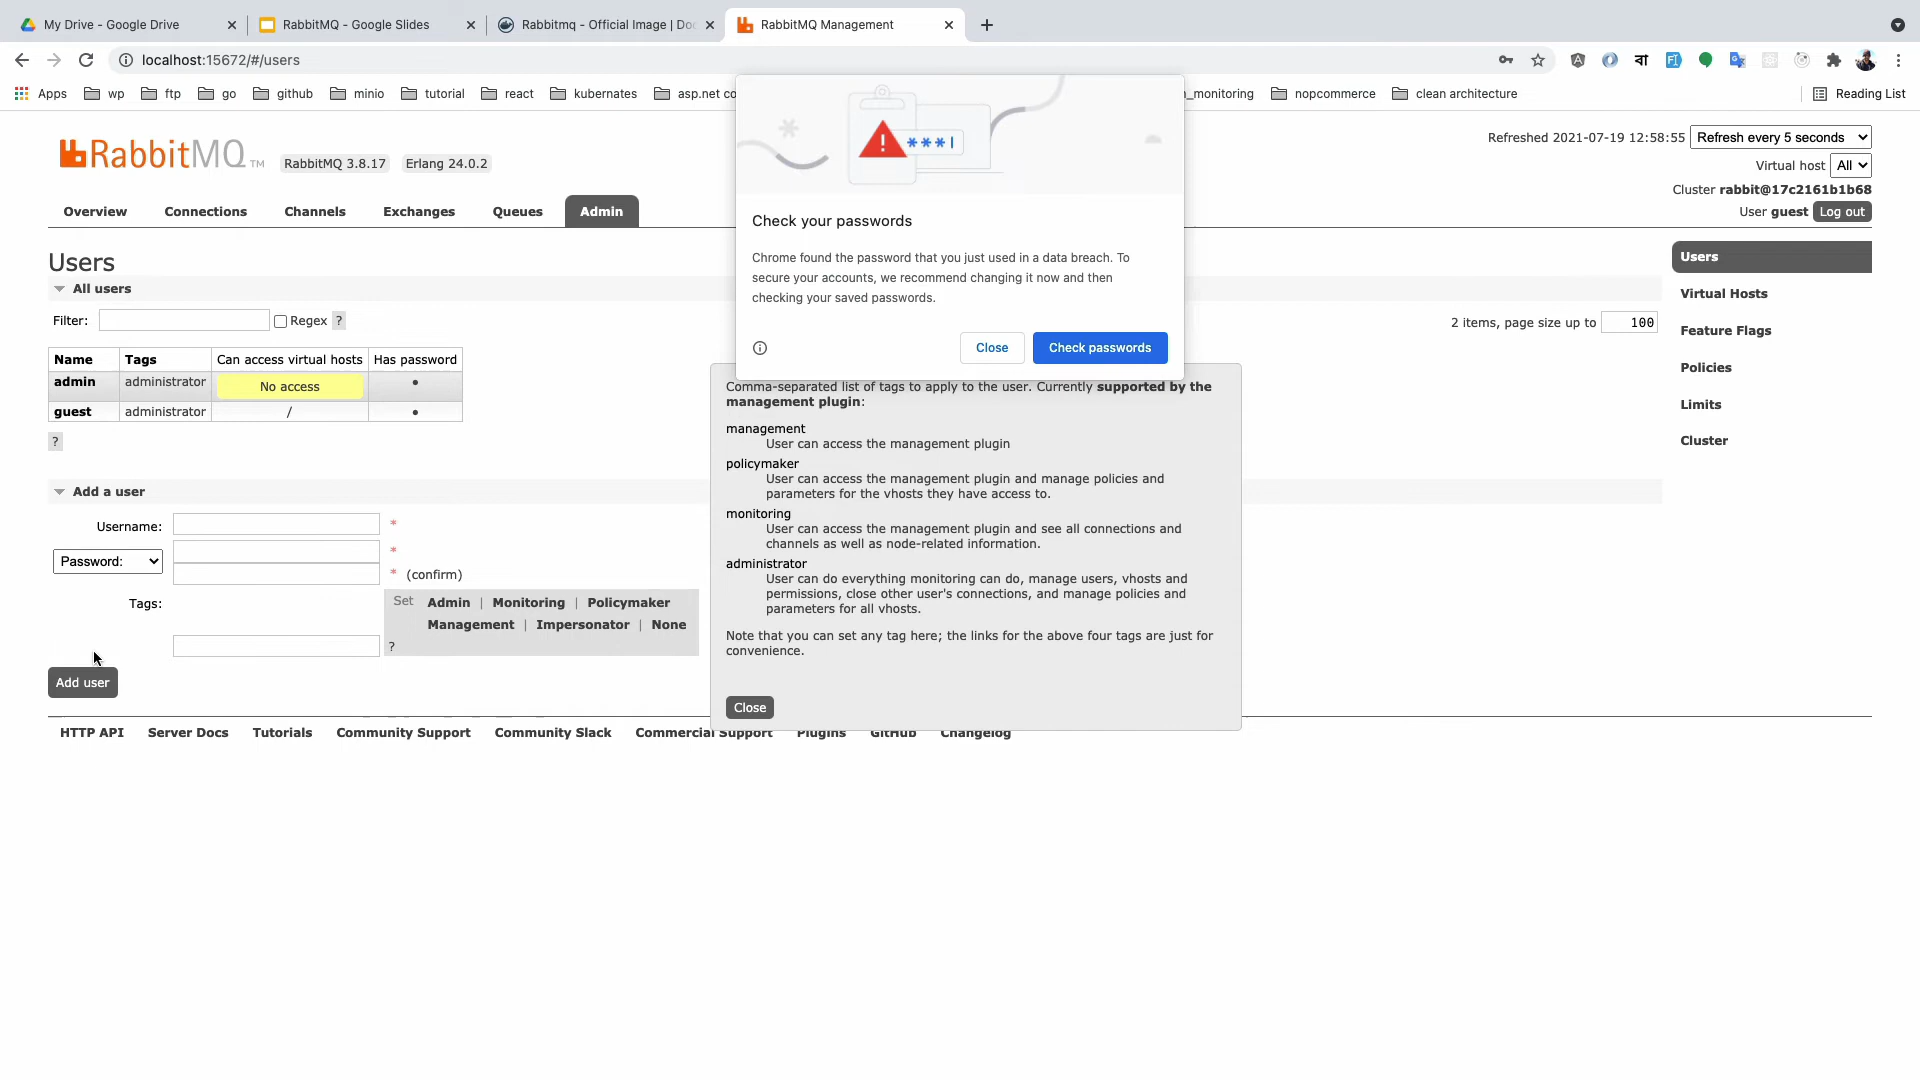 My Drive - Google Drive
RabbitMQ - Google Slides
Rabbitmq - Official Image | Doc
RabbitMQ Management
localhost:15672/#/users
Apps wp ftp go github minio tutorial react kubernates asp.net co _monitoring nopcommerce clean architecture Reading List
RabbitMQ TM RabbitMQ 3.8.17 Erlang 24.0.2
Refreshed 2021-07-19 12:58:55 Refresh every 5 seconds
Virtual host All
Cluster rabbit@17c2161b1b68
User guest Log out
Overview Connections Channels Exchanges Queues Admin
***
Check your passwords
Chrome found the password that you just used in a data breach. To
secure your accounts, we recommend changing it now and then
checking your saved passwords.
Close Check passwords
Users
All users
Filter: Regex ?
2 items, page size up to 100
Name Tags Can access virtual hosts Has password
admin administrator No access •
guest administrator / •
?
Users
Virtual Hosts
Feature Flags
Policies
Limits
Cluster
Add a user
Username: *
Password: *
* (confirm)
Tags: Set Admin | Monitoring | Policymaker
Management | Impersonator | None
?
Add user
Comma-separated list of tags to apply to the user. Currently supported by the
management plugin:
management
User can access the management plugin
policymaker
User can access the management plugin and manage policies and
parameters for the vhosts they have access to.
monitoring
User can access the management plugin and see all connections and
channels as well as node-related information.
administrator
User can do everything monitoring can do, manage users, vhosts and
permissions, close other user's connections, and manage policies and
parameters for all vhosts.
Note that you can set any tag here; the links for the above four tags are just for
convenience.
Close
HTTP API Server Docs Tutorials Community Support Community Slack Commercial Support Plugins GitHub Changelog